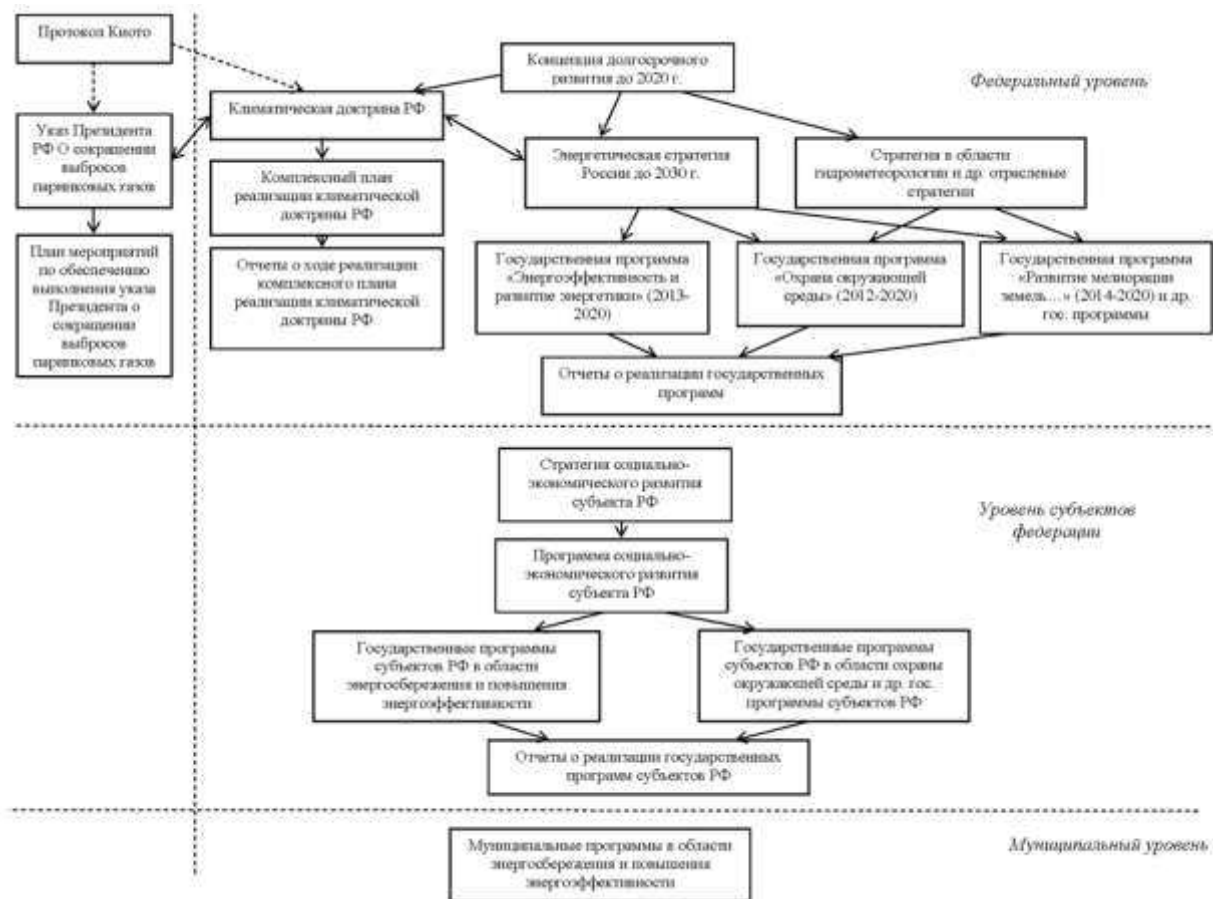 Протокол Киото
Концепция долгосрочного
развития до 2020 г.
Федеральный уровень
Климатическая доктрина РФ
Указ Президента
РФ О сокращении
выбросов
парниковых газов
Энергетическая стратегия
России до 2030 г.
Стратегия в области
гидрометеорологии и др. отраслевые
стратегии
Комплексный план
реализации климатической
доктрины РФ
План мероприятий
по обеспечению
выполнения указа
Президента о
сокращении
выбросов
парниковых газов
Отчеты о ходе реализации
комплексного плана
реализации климатической
доктрины РФ
Государственная программа
«Энергоэффективность и
развитие энергетики» (2013-
2020)
Государственная программа
«Охрана окружающей
среды» (2012-2020)
Государственная программа
«Развитие мелиорации
земель…» (2014-2020) и др.
гос. программы
Отчеты о реализации государственных
программ
Стратегия социально-
экономического развития
субъекта РФ
Уровень субъектов
федерации
Программа социально-
экономического развития
субъекта РФ
Государственные программы
субъектов РФ в области
энергосбережения и повышения
энергоэффективности
Государственные программы
субъектов РФ в области охраны
окружающей среды и др. гос.
программы субъектов РФ
Отчеты о реализации государственных
программ субъектов РФ
Муниципальные программы в области
энергосбережения и повышения
энергоэффективности
Муниципальный уровень